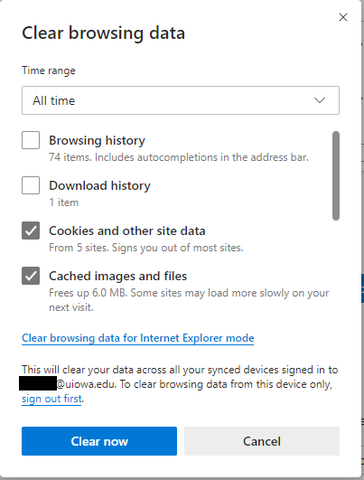 Clear browsing data
Time range
All time
Browsing history
74 items. Includes autocompletions in the address bar.
Download history
1 item
Cookies and other site data
From 5 sites. Signs you out of most sites.
Cached images and files
Frees up 6.0 MB. Some sites may load more slowly on your
next visit.
Clear browsing data for Internet Explorer mode
This will clear your data across all your synced devices signed in to
@uiowa.edu. To clear browsing data from this device only,
sign out first.
Clear now
Cancel